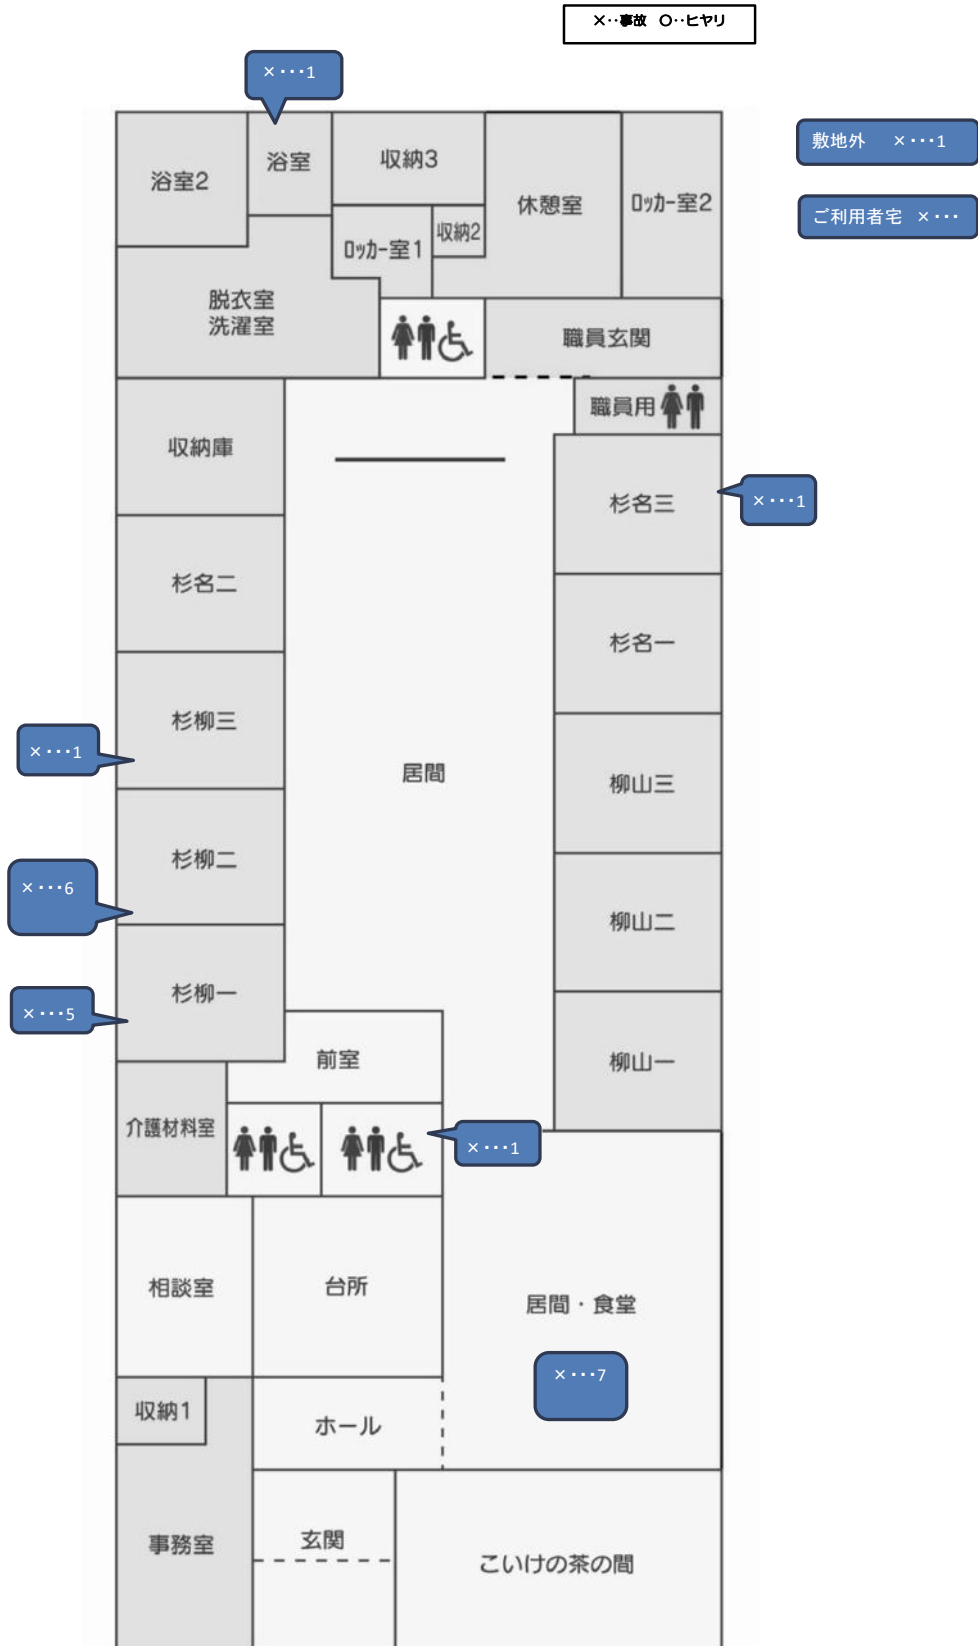 ×‥事故 ○‥ヒヤリ
×・・・1
敷地外 ×・・・1
浴室2
浴室
収納3
休憩室
ロッカー室2
ご利用者宅 ×・・・
ロッカー室1
収納2
脱衣室
洗濯室
職員玄関
職員用
収納庫
杉名三
×・・・1
杉名二
杉名一
杉柳三
×・・・1
居間
柳山三
杉柳二
×・・・6
柳山二
杉柳一
×・・・5
前室
柳山一
介護材料室
×・・・1
相談室
台所
居間・食堂
×・・・7
収納1
ホール
事務室
玄関
こいけの茶の間